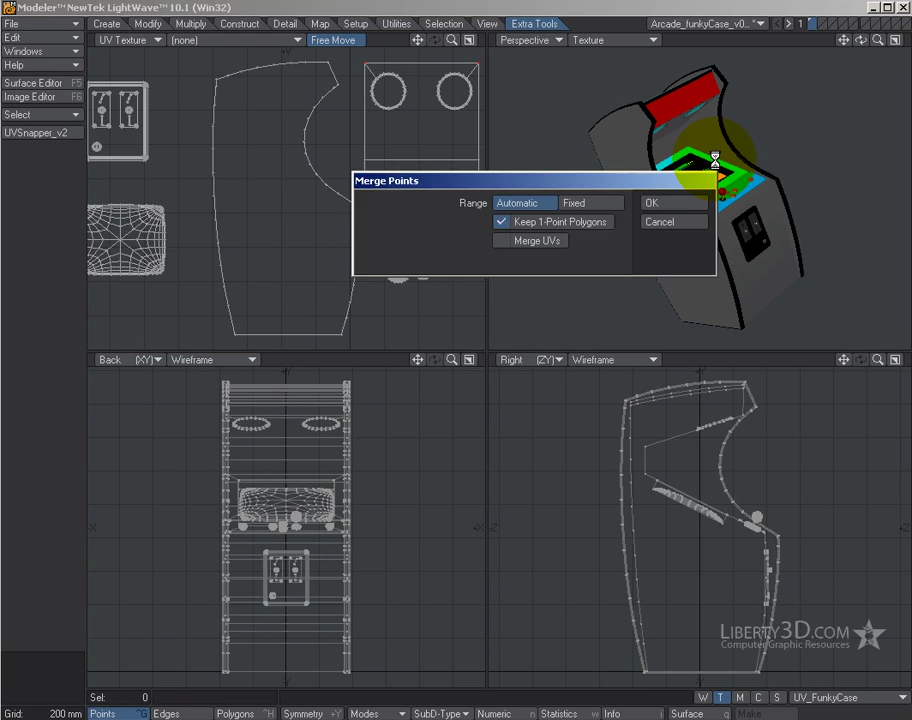 Modeler™ NewTek LightWave™ 10.1 (Win32)
File
Create
Modify
Multiply
Construct
Detail
Map
Setup
Utilities
Selection
View
Extra Tools
Arcade_funkyCase_v0...*
1
Edit
Windows
Help
Surface Editor F5
Image Editor F6
Select
UVSnapper_v2
UV Texture
(none)
Free Move
Perspective
Texture
Merge Points
Range
Automatic
Fixed
OK
Keep 1-Point Polygons
Cancel
Merge UVs
Back (XY)
Wireframe
Right (ZY)
Wireframe
LIBERTY3D.COM
Computer Graphic Resources
Sel: 0
W T M C S
UV_FunkyCase
Grid: 200 mm
Points ^G
Edges
Polygons ^H
Symmetry +Y
Modes
SubD-Type
Numeric n
Statistics w
Info i
Surface q
Make